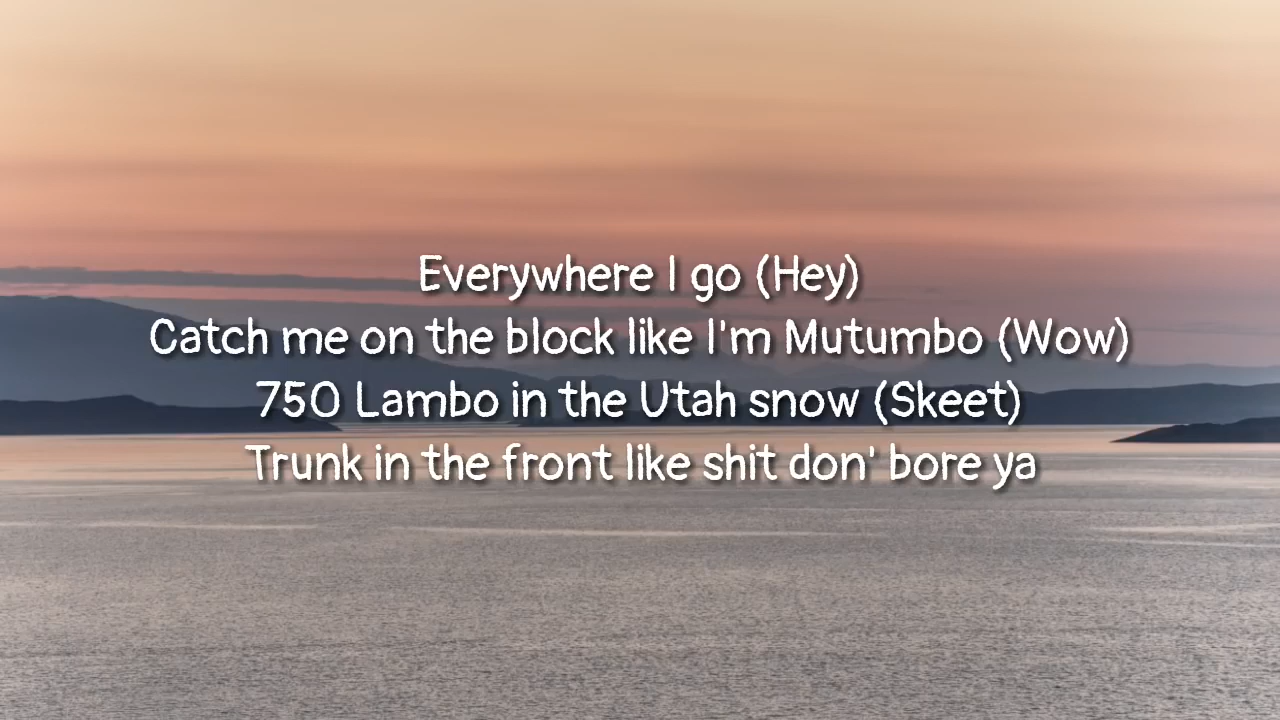 Everywhere I go (Hey)
Catch me on the block like I'm Mutumbo (Wow)
750 Lambo in the Utah snow (Skeet)
Trunk in the front like shit don' bore ya